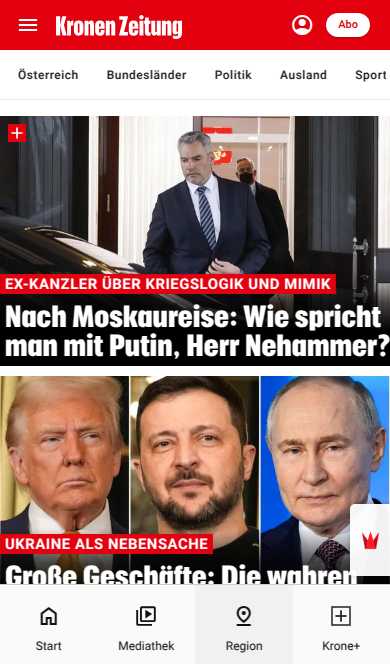 Kronen Zeitung
Abo
Österreich Bundesländer Politik Ausland Sport
EX-KANZLER ÜBER KRIEGSLOGIK UND MIMIK
Nach Moskaureise: Wie spricht
man mit Putin, Herr Nehammer?
UKRAINE ALS NEBENSACHE
Große Geschäfte: Die wahren
Start Mediathek Region Krone+